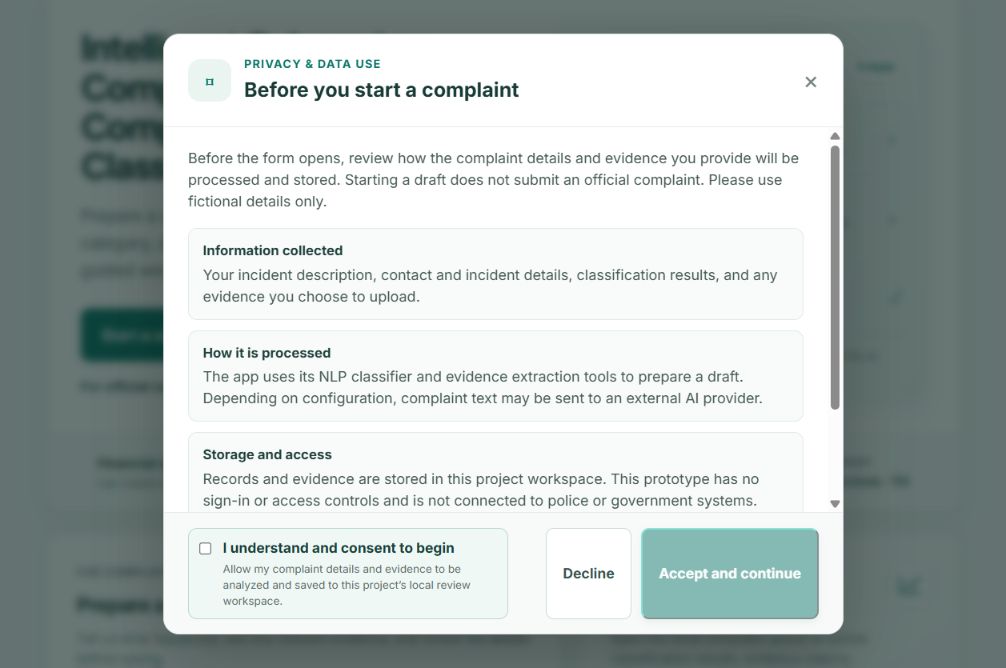 PRIVACY & DATA USE
Before you start a complaint
Before the form opens, review how the complaint details and evidence you provide will be
processed and stored. Starting a draft does not submit an official complaint. Please use
fictional details only.
Information collected
Your incident description, contact and incident details, classification results, and any
evidence you choose to upload.
How it is processed
The app uses its NLP classifier and evidence extraction tools to prepare a draft.
Depending on configuration, complaint text may be sent to an external AI provider.
Storage and access
Records and evidence are stored in this project workspace. This prototype has no
sign-in or access controls and is not connected to police or government systems.
I understand and consent to begin
Allow my complaint details and evidence to be
analyzed and saved to this project's local review
workspace.
Decline
Accept and continue